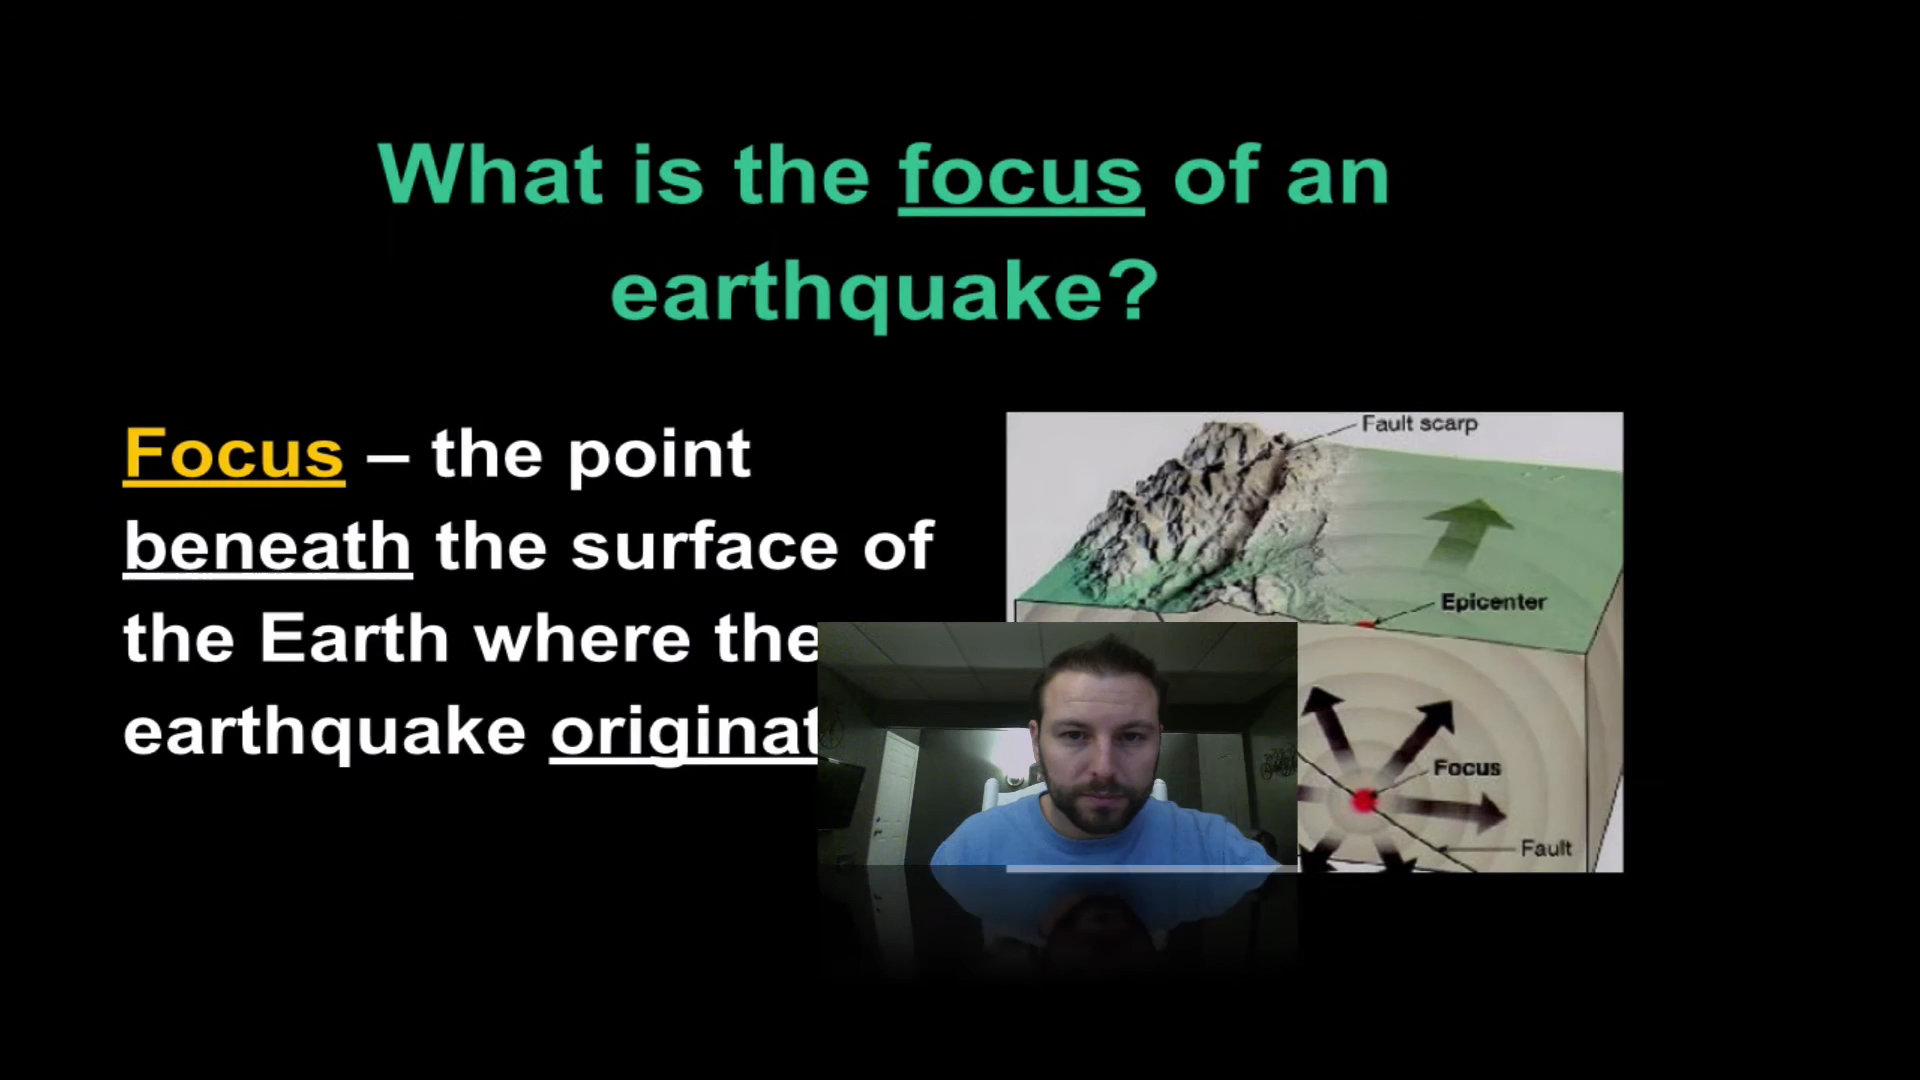 What is the focus of an
earthquake?
Focus – the point
beneath the surface of
the Earth where the
earthquake
Fault scarp
Epicenter
Focus
Fault